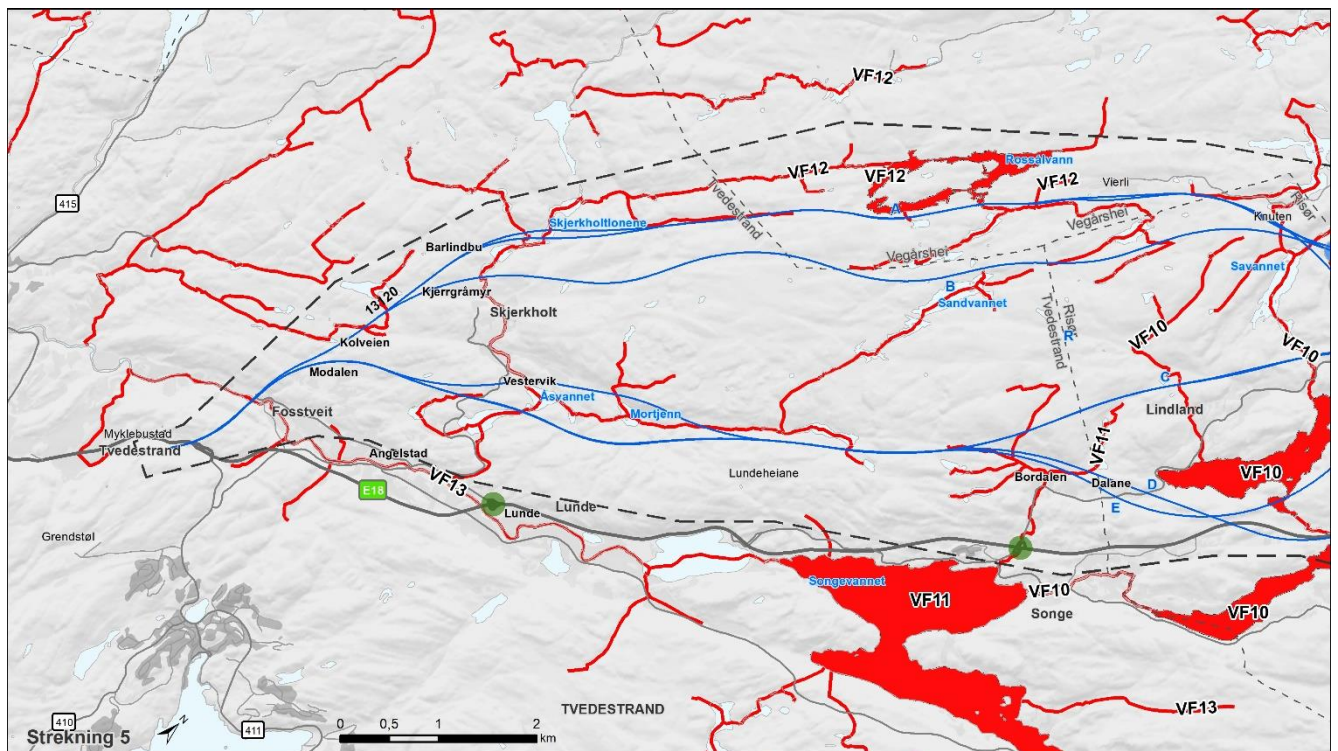 VF12
415
Rossålvann
VF12
VF12
VF12
Vierli
Tvedestrand
Risør
A
Skjerkholtlonene
Knuten
Barlindbu
Vegårshei
Vegårshei
Savannet
Kjerrgråmyr
B
13120
Sandvannet
Skjerkholt
Risør
Tvedestrand
R
VF10
Kolveien
VF10
Modalen
Vestervik
C
Åsvannet
Mortjenn
Lindland
Fosstveit
Myklebustad
Tvedestrand
VF11
Angelstad
Lundeheiane
Bordalen
Dalane
D
VF10
E18
VF13
E
Lunde
Lunde
Grendstøl
Songevannet
VF11
VF10
Songe
VF10
TVEDESTRAND
VF13
N
410
411
0 0,5 1 2
km
Strekning 5